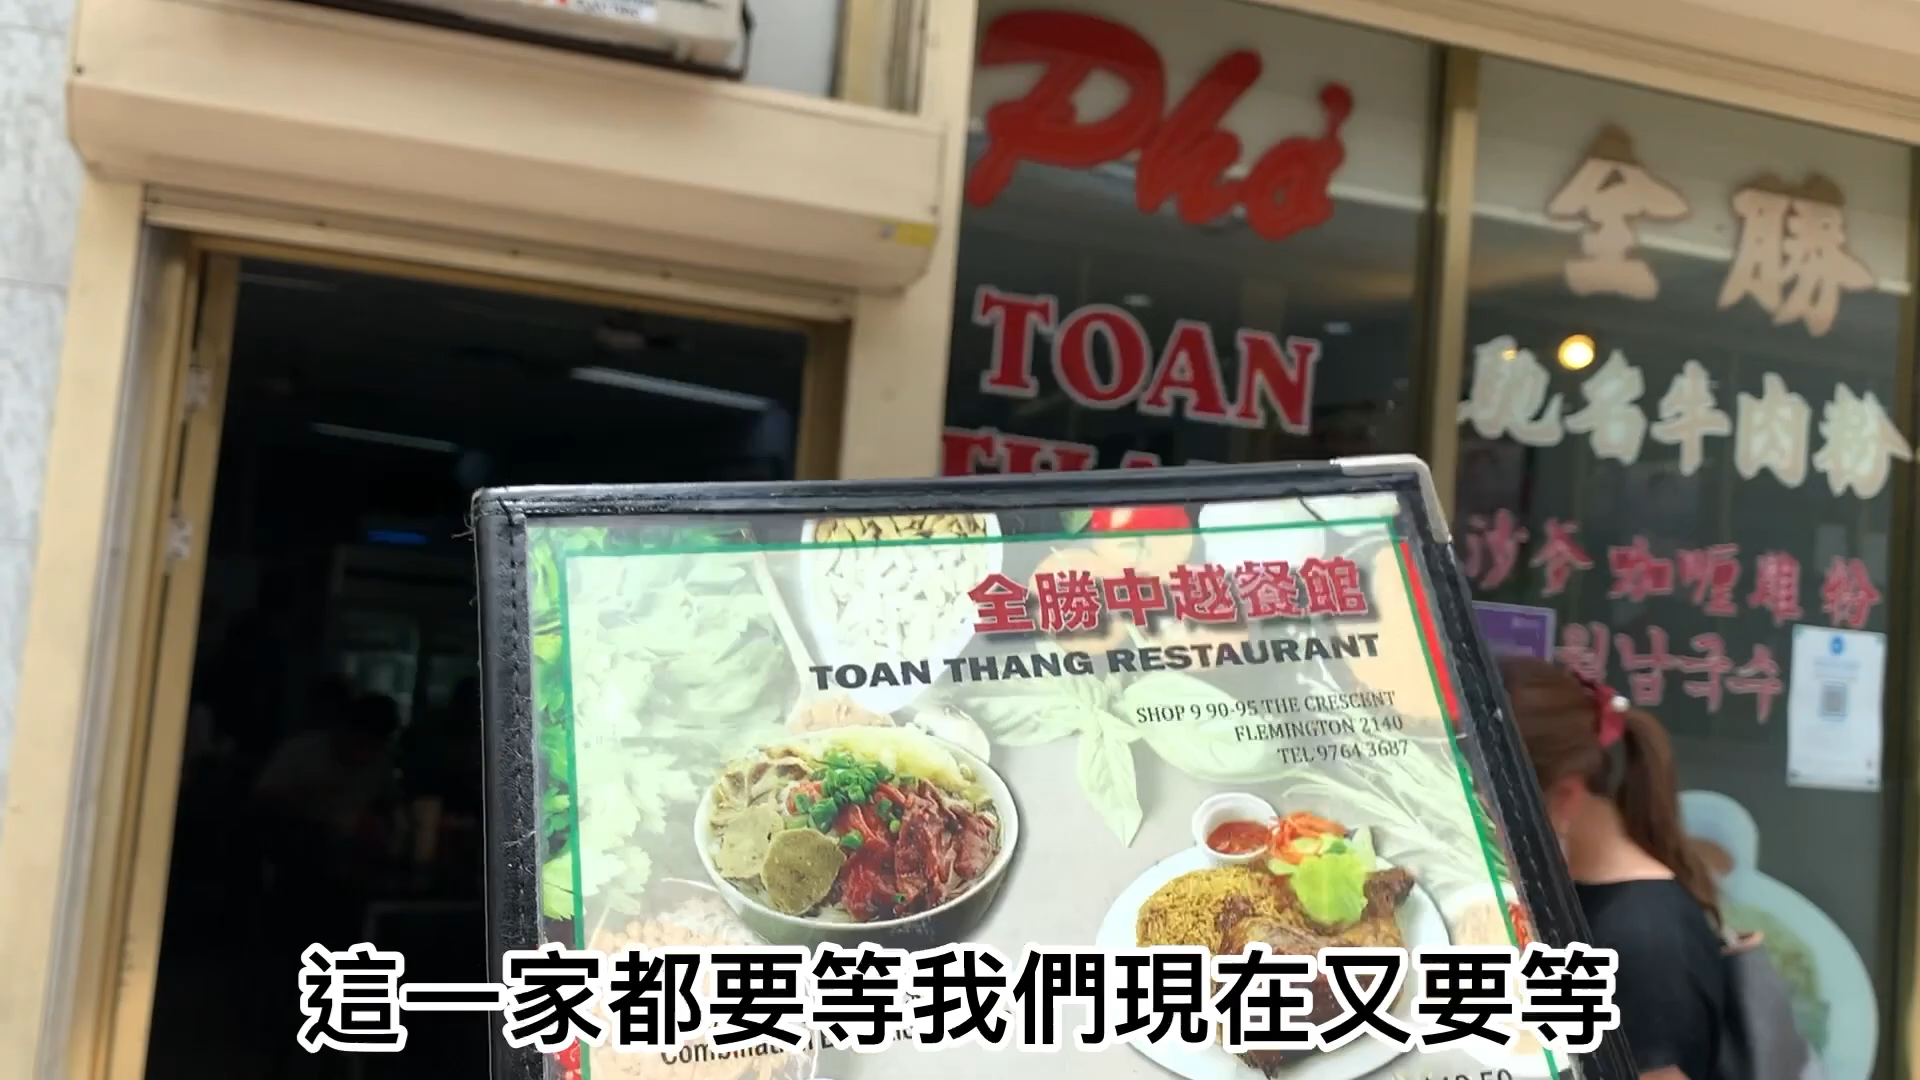 Phở
TOAN
全勝
馳名牛肉粉
沙爹咖喱雞粉
월남국수
全勝中越餐館
TOAN THANG RESTAURANT
SHOP 9 90-95 THE CRESCENT
FLEMINGTON 2140
TEL 9764 3687
這一家都要等我們現在又要等